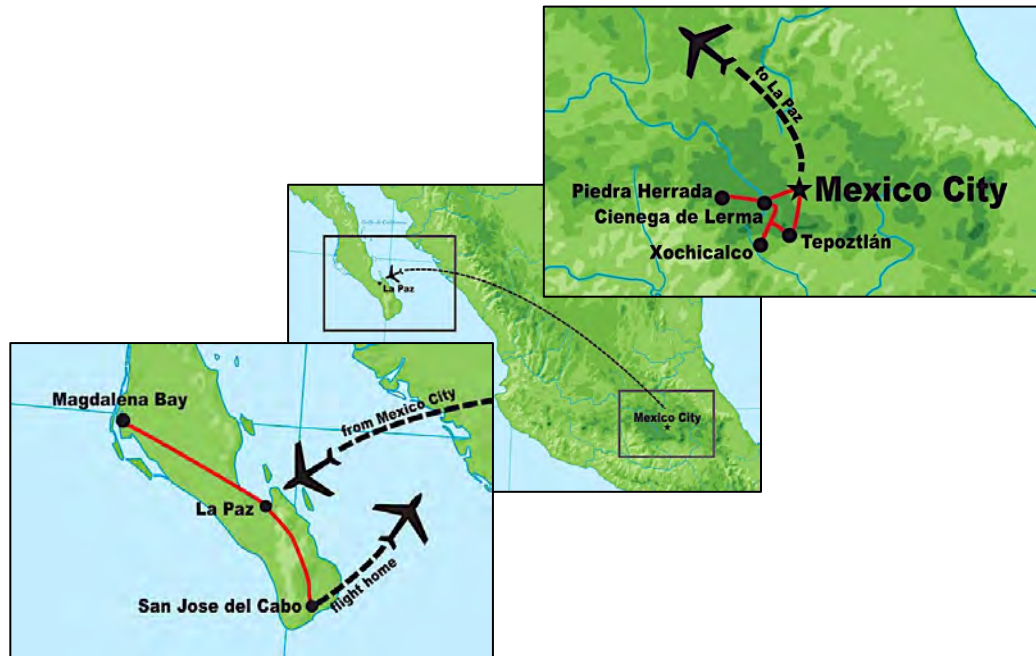 to La Paz
Mexico City
Piedra Herrada
Cienega de Lerma
Xochicalco
Tepoztlán
La Paz
Mexico City
Magdalena Bay
from Mexico City
La Paz
San Jose del Cabo
flight home